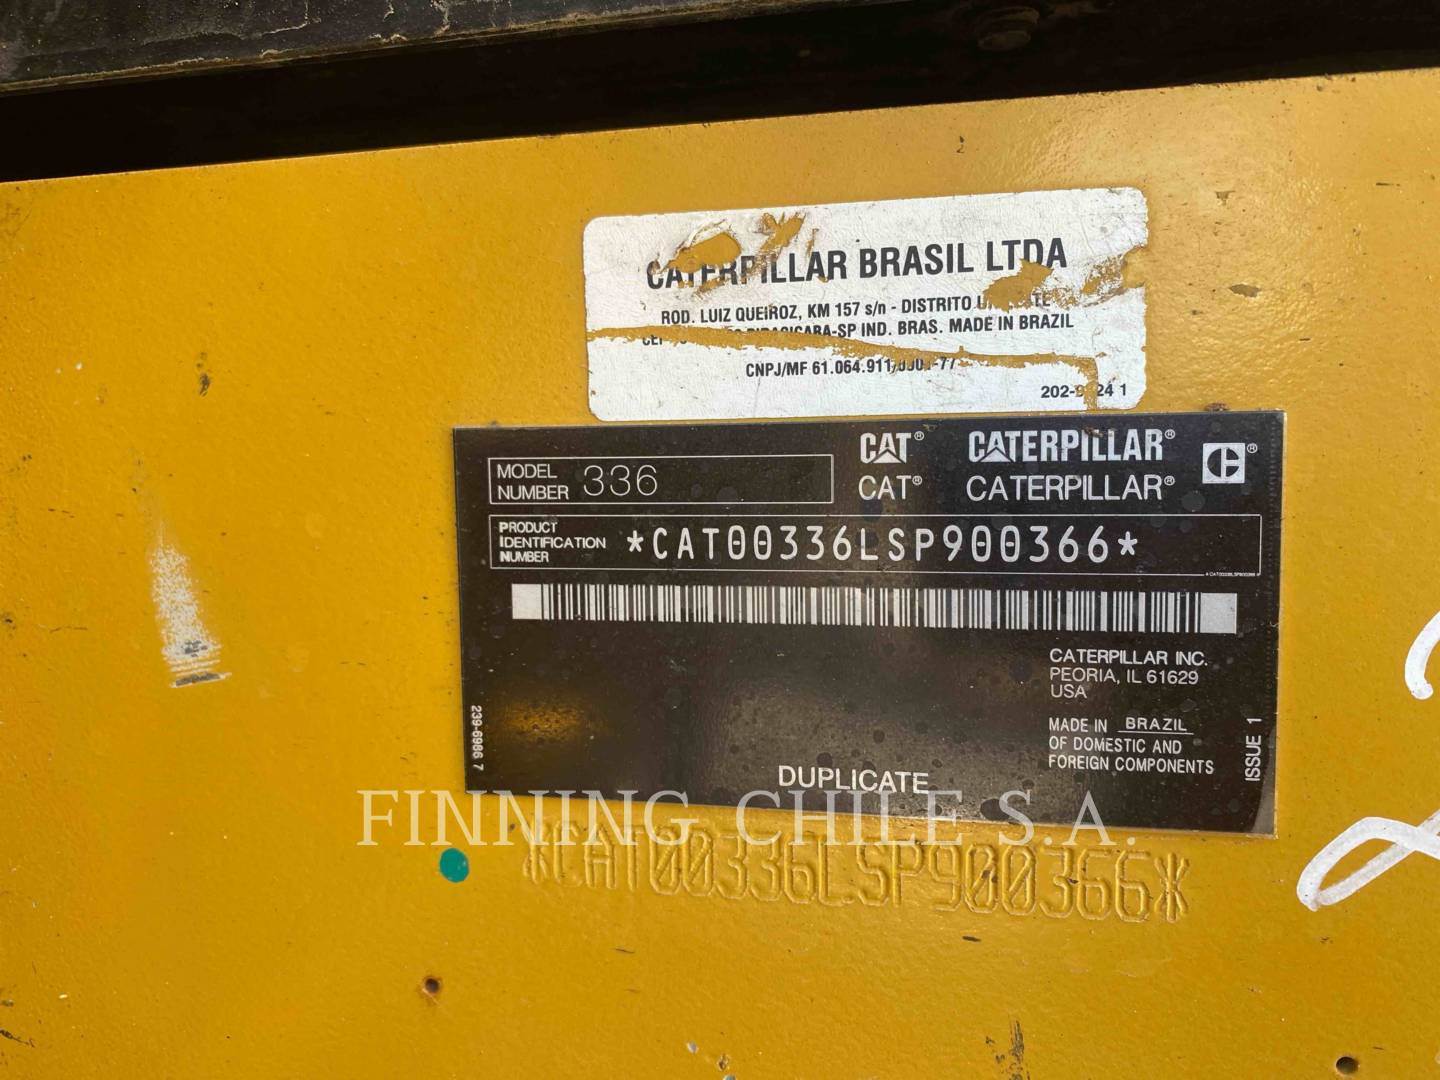 CATERPILLAR BRASIL LTDA
ROD. LUIZ QUEIROZ, KM 157 s/n - DISTRITO
PIRACICABA-SP IND. BRAS. MADE IN BRAZIL
CNPJ/MF 61.064.911
MODEL NUMBER 336
CAT® CATERPILLAR®
CAT® CATERPILLAR®
PRODUCT IDENTIFICATION NUMBER *CAT00336LSP900366*
CATERPILLAR INC.
PEORIA, IL 61629
USA
MADE IN BRAZIL
OF DOMESTIC AND
FOREIGN COMPONENTS
239-6986 7
ISSUE 1
DUPLICATE
FINNING CHILE S.A.
*CAT00336LSP900366*